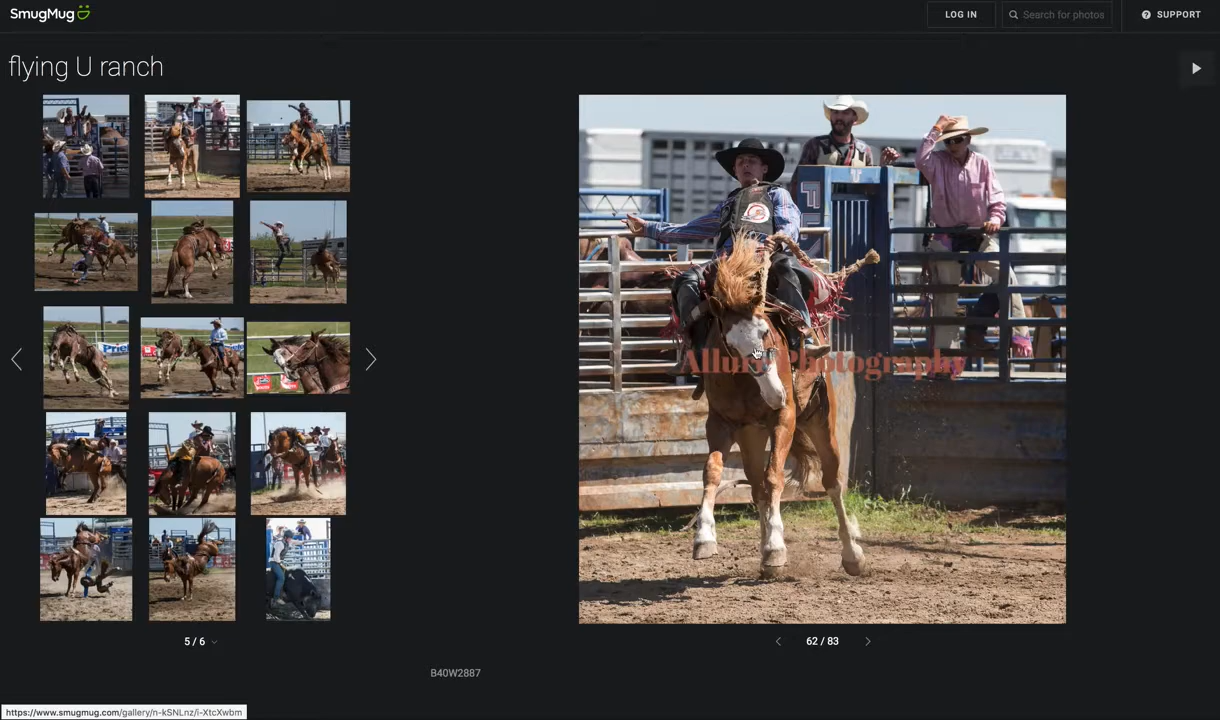 SmugMug
LOG IN
Search for photos
SUPPORT
flying U ranch
Allure Photography
5 / 6
62 / 83
B40W2887
https://www.smugmug.com/gallery/n-kSNLnz/i-XtcXwbm